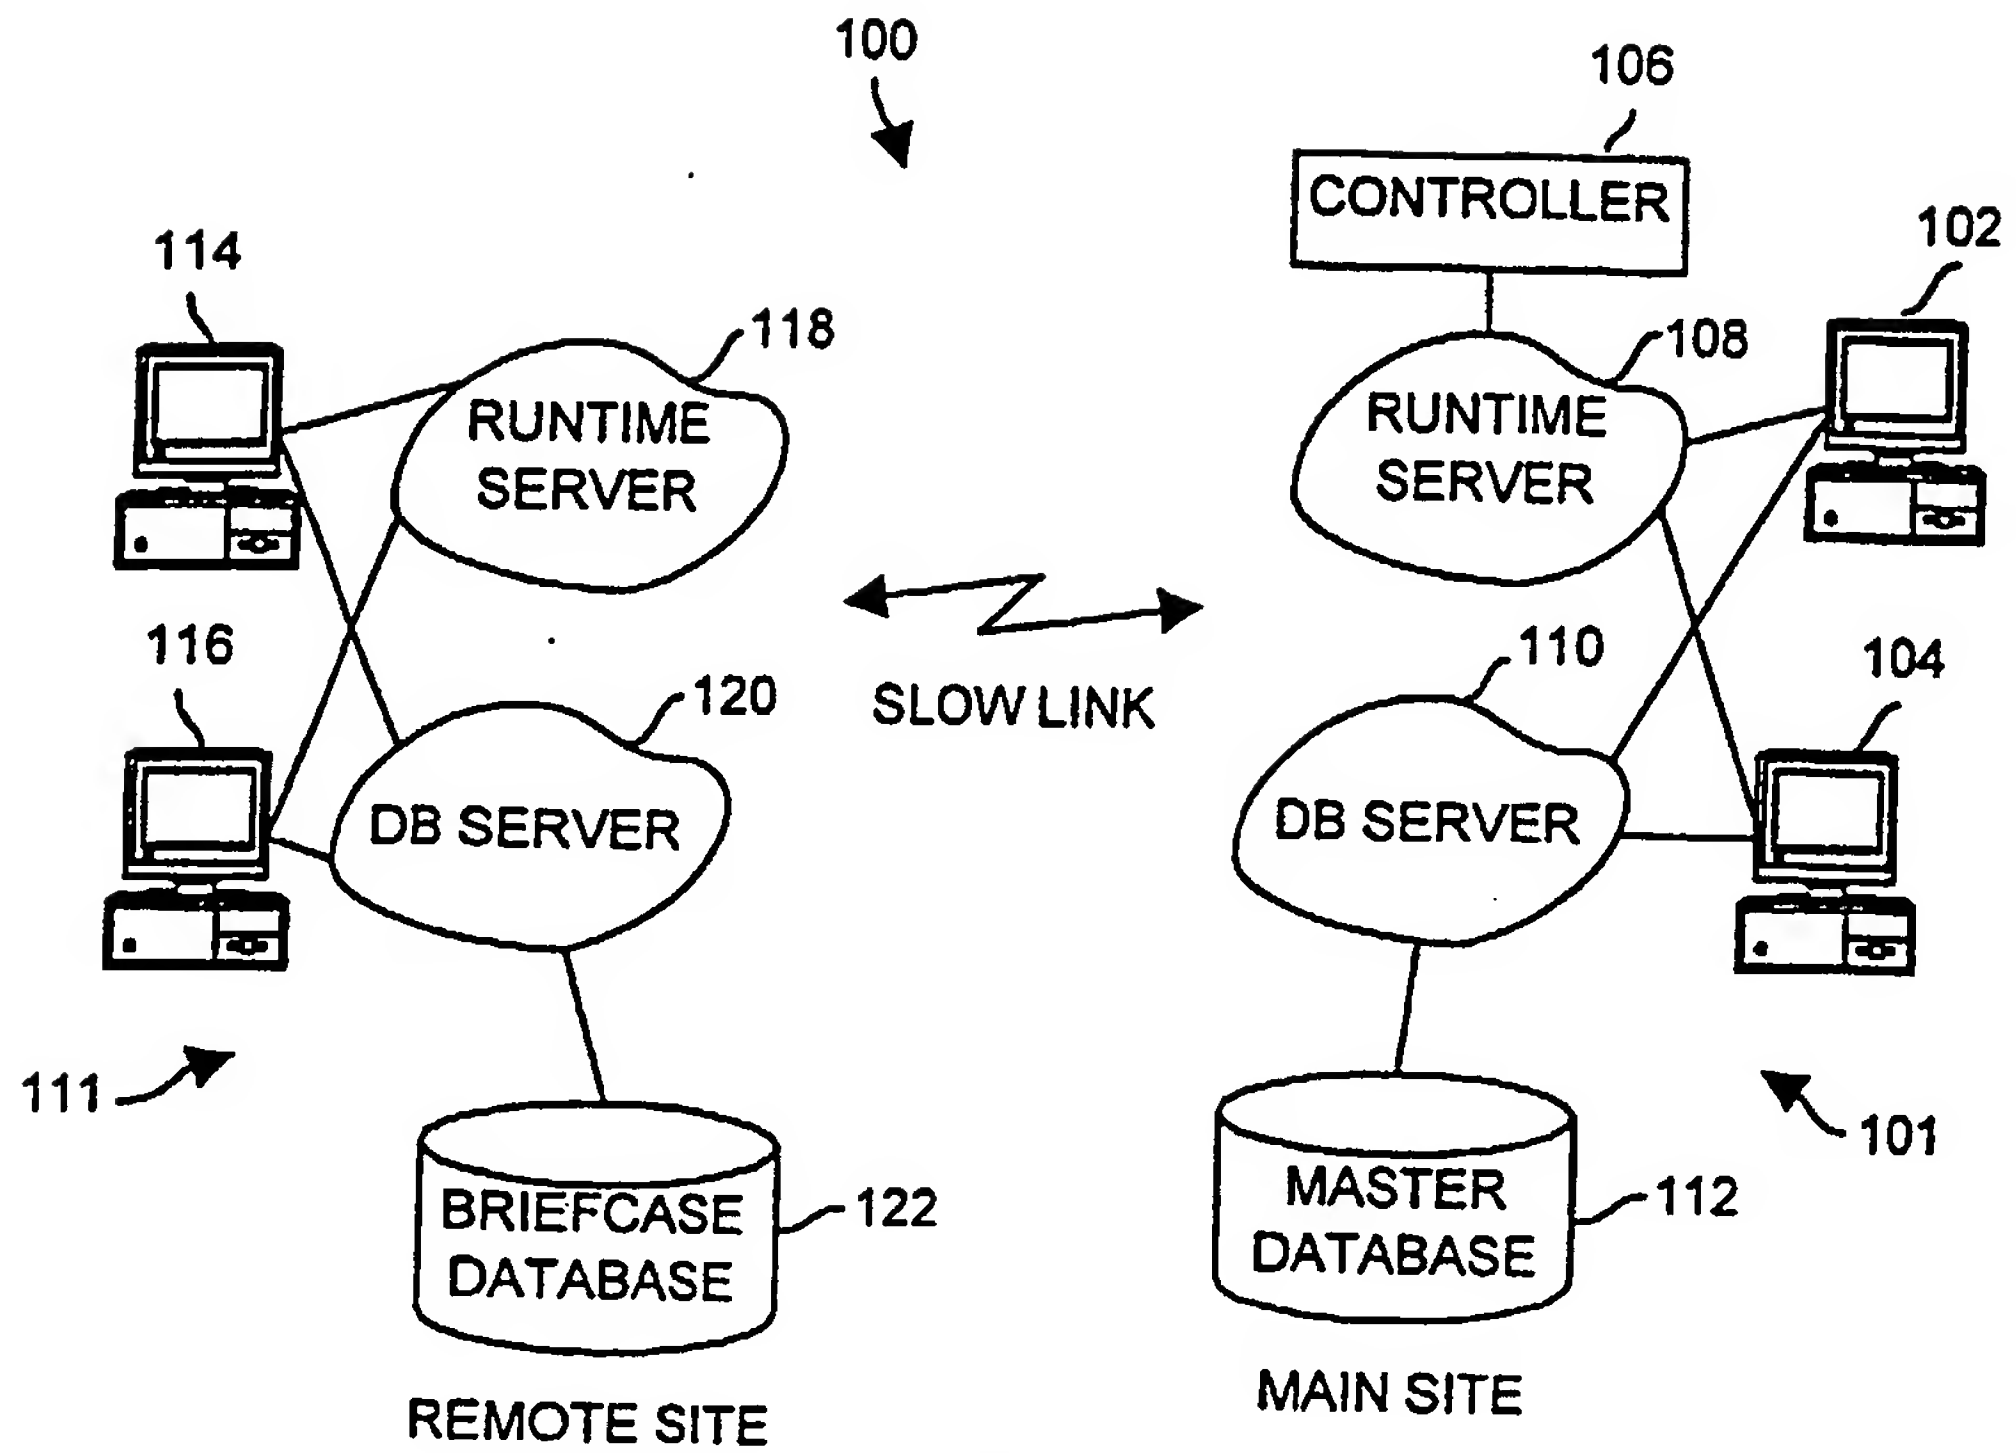 100
106
CONTROLLER
102
114
118
108
RUNTIME
SERVER
RUNTIME
SERVER
116
110
104
SLOW LINK
120
DB SERVER
DB SERVER
111
101
BRIEFCASE
DATABASE
122
MASTER
DATABASE
112
REMOTE SITE
MAIN SITE